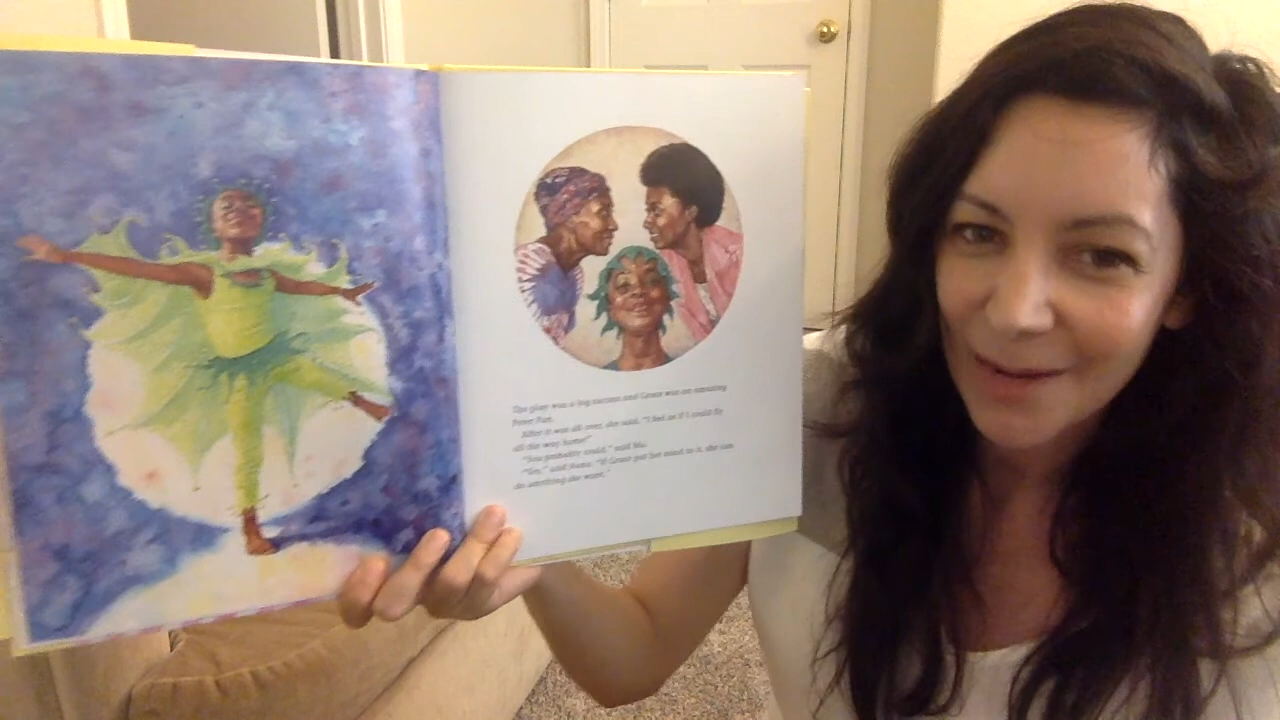 The play was a big success and Grace was an amazing
Peter Pan.
After it was all over, she said, "I feel as if I could fly
all the way home!"
"You probably could," said Ma.
"Yes," said Nana. "If Grace put her mind to it, she can
do anything she want."